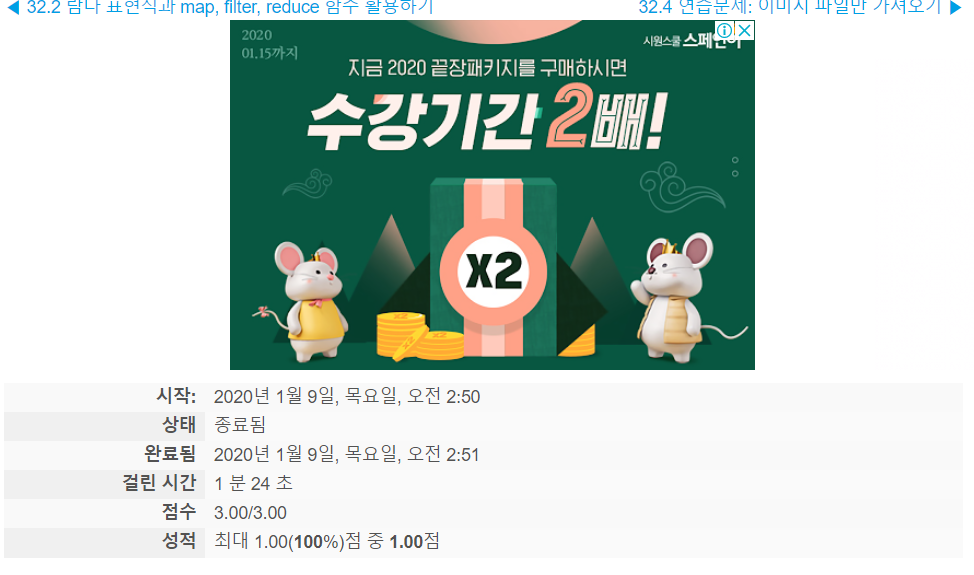 ◀ 32.2 람다 표현식과 map, filter, reduce 함수 활용하기
32.4 연습문제: 이미지 파일만 가져오기 ▶
2020
01.15까지
시원스쿨 스페인어
지금 2020 끝장패키지를 구매하시면
수강기간 2배!
X2
X2
X2
시작: 2020년 1월 9일, 목요일, 오전 2:50
상태 종료됨
완료됨 2020년 1월 9일, 목요일, 오전 2:51
걸린 시간 1 분 24 초
점수 3.00/3.00
성적 최대 1.00(100%)점 중 1.00점